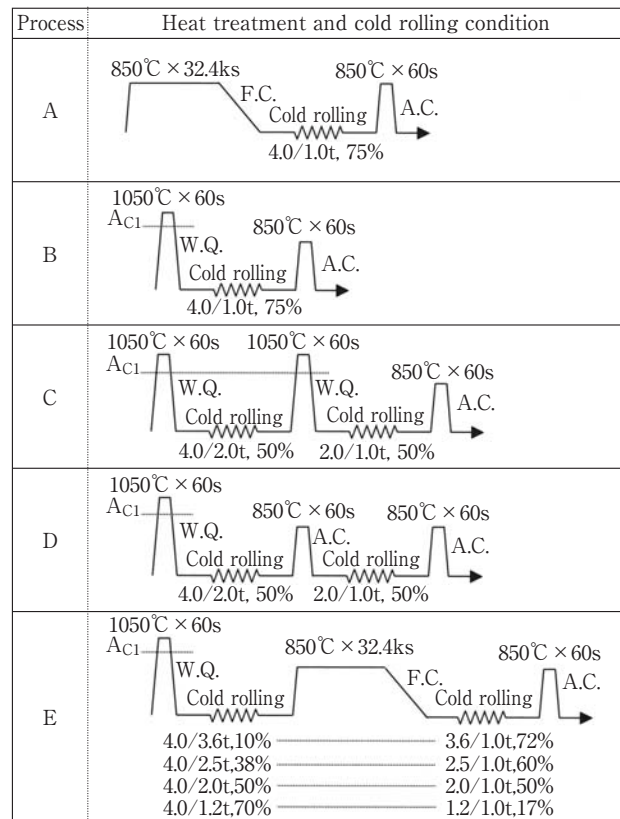 Process Heat treatment and cold rolling condition
A
850℃×32.4ks 850℃×60s
F.C. A.C.
Cold rolling
4.0/1.0t, 75%
B
1050℃×60s
AC1 850℃×60s
W.Q. A.C.
Cold rolling
4.0/1.0t, 75%
C
1050℃×60s 1050℃×60s
AC1 850℃×60s
W.Q. W.Q. A.C.
Cold rolling Cold rolling
4.0/2.0t, 50% 2.0/1.0t, 50%
D
1050℃×60s
AC1 850℃×60s 850℃×60s
W.Q. A.C. A.C.
Cold rolling Cold rolling
4.0/2.0t, 50% 2.0/1.0t, 50%
E
1050℃×60s
AC1 850℃×32.4ks 850℃×60s
W.Q. F.C. A.C.
Cold rolling Cold rolling
4.0/3.6t,10% 3.6/1.0t,72%
4.0/2.5t,38% 2.5/1.0t,60%
4.0/2.0t,50% 2.0/1.0t,50%
4.0/1.2t,70% 1.2/1.0t,17%